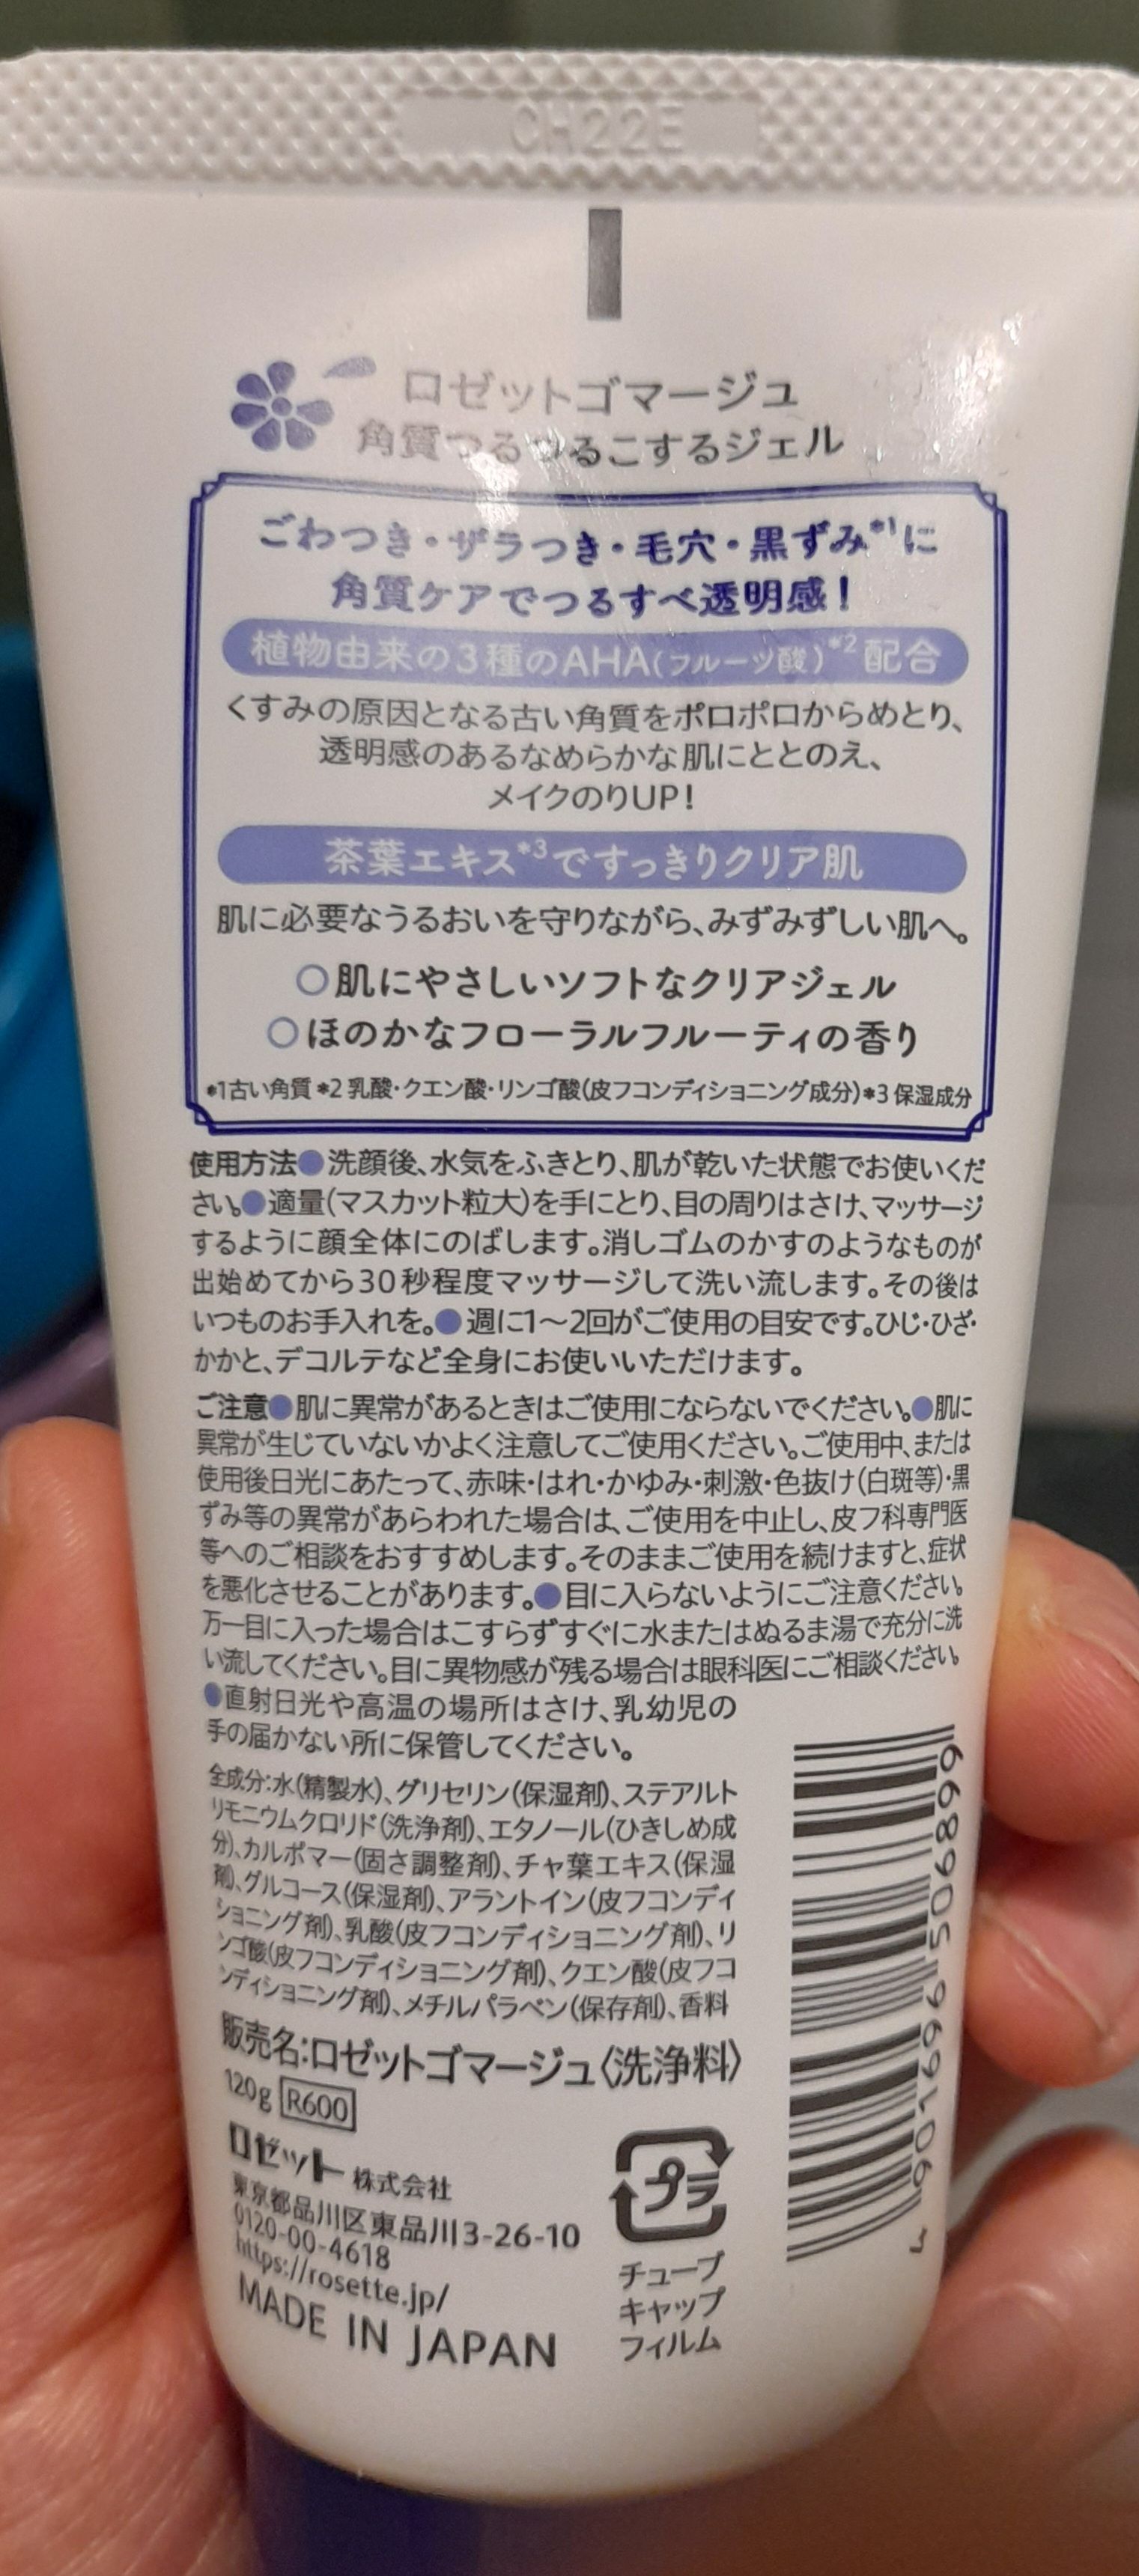 CH22E
ロゼットゴマージュ
角質つるつるこするジェル
ごわつき・ザラつき・毛穴・黒ずみ*1に
角質ケアでつるすべ透明感！
植物由来の3種のAHA(フルーツ酸)*2配合
くすみの原因となる古い角質をポロポロからめとり、
透明感のあるなめらかな肌にととのえ、
メイクのりUP！
茶葉エキス*3ですっきりクリア肌
肌に必要なうるおいを守りながら、みずみずしい肌へ。
○肌にやさしいソフトなクリアジェル
○ほのかなフローラルフルーティの香り
*1古い角質 *2 乳酸・クエン酸・リンゴ酸(皮フコンディショニング成分) *3 保湿成分
使用方法●洗顔後、水気をふきとり、肌が乾いた状態でお使いくだ
さい。●適量(マスカット粒大)を手にとり、目の周りはさけ、マッサージ
するように顔全体にのばします。消しゴムのかすのようなものが
出始めてから30秒程度マッサージして洗い流します。その後は
いつものお手入れを。●週に1〜2回がご使用の目安です。ひじ・ひざ・
かかと、デコルテなど全身にお使いいただけます。
ご注意●肌に異常があるときはご使用にならないでください。●肌に
異常が生じていないかよく注意してご使用ください。ご使用中、または
使用後日光にあたって、赤味・はれ・かゆみ・刺激・色抜け(白斑等)・黒
ずみ等の異常があらわれた場合は、ご使用を中止し、皮フ科専門医
等へのご相談をおすすめします。そのままご使用を続けますと、症状
を悪化させることがあります。●目に入らないようにご注意ください。
万一目に入った場合はこすらずすぐに水またはぬるま湯で充分に洗
い流してください。目に異物感が残る場合は眼科医にご相談ください。
●直射日光や高温の場所はさけ、乳幼児の
手の届かない所に保管してください。
全成分:水(精製水)、グリセリン(保湿剤)、ステアルト
リモニウムクロリド(洗浄剤)、エタノール(ひきしめ成
分)、カルボマー(固さ調整剤)、チャ葉エキス(保湿
剤)、グルコース(保湿剤)、アラントイン(皮フコンディ
ショニング剤)、乳酸(皮フコンディショニング剤)、リ
ンゴ酸(皮フコンディショニング剤)、クエン酸(皮フコ
ンディショニング剤)、メチルパラベン(保存剤)、香料
販売名:ロゼットゴマージュ〈洗浄料〉
120g R600
ロゼット 株式会社
東京都品川区東品川3-26-10
0120-00-4618
https://rosette.jp/
MADE IN JAPAN
プラ
チューブ
キャップ
フィルム